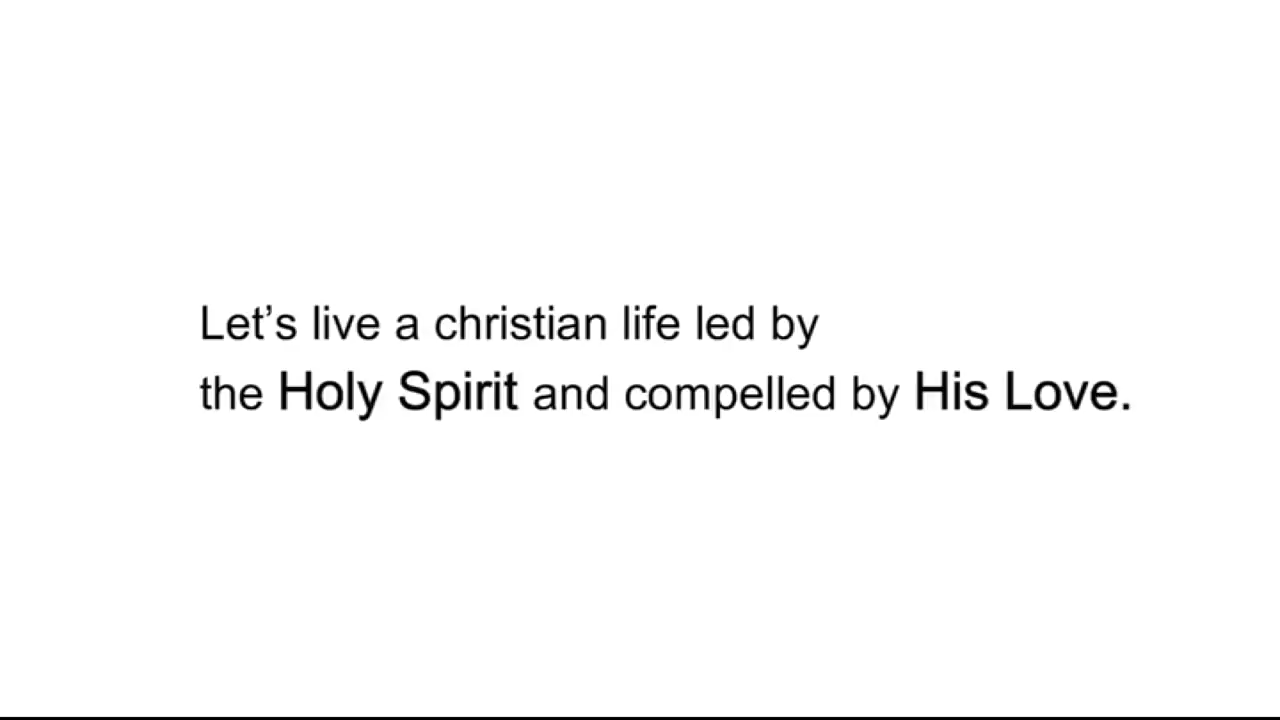 Let’s live a christian life led by
the Holy Spirit and compelled by His Love.